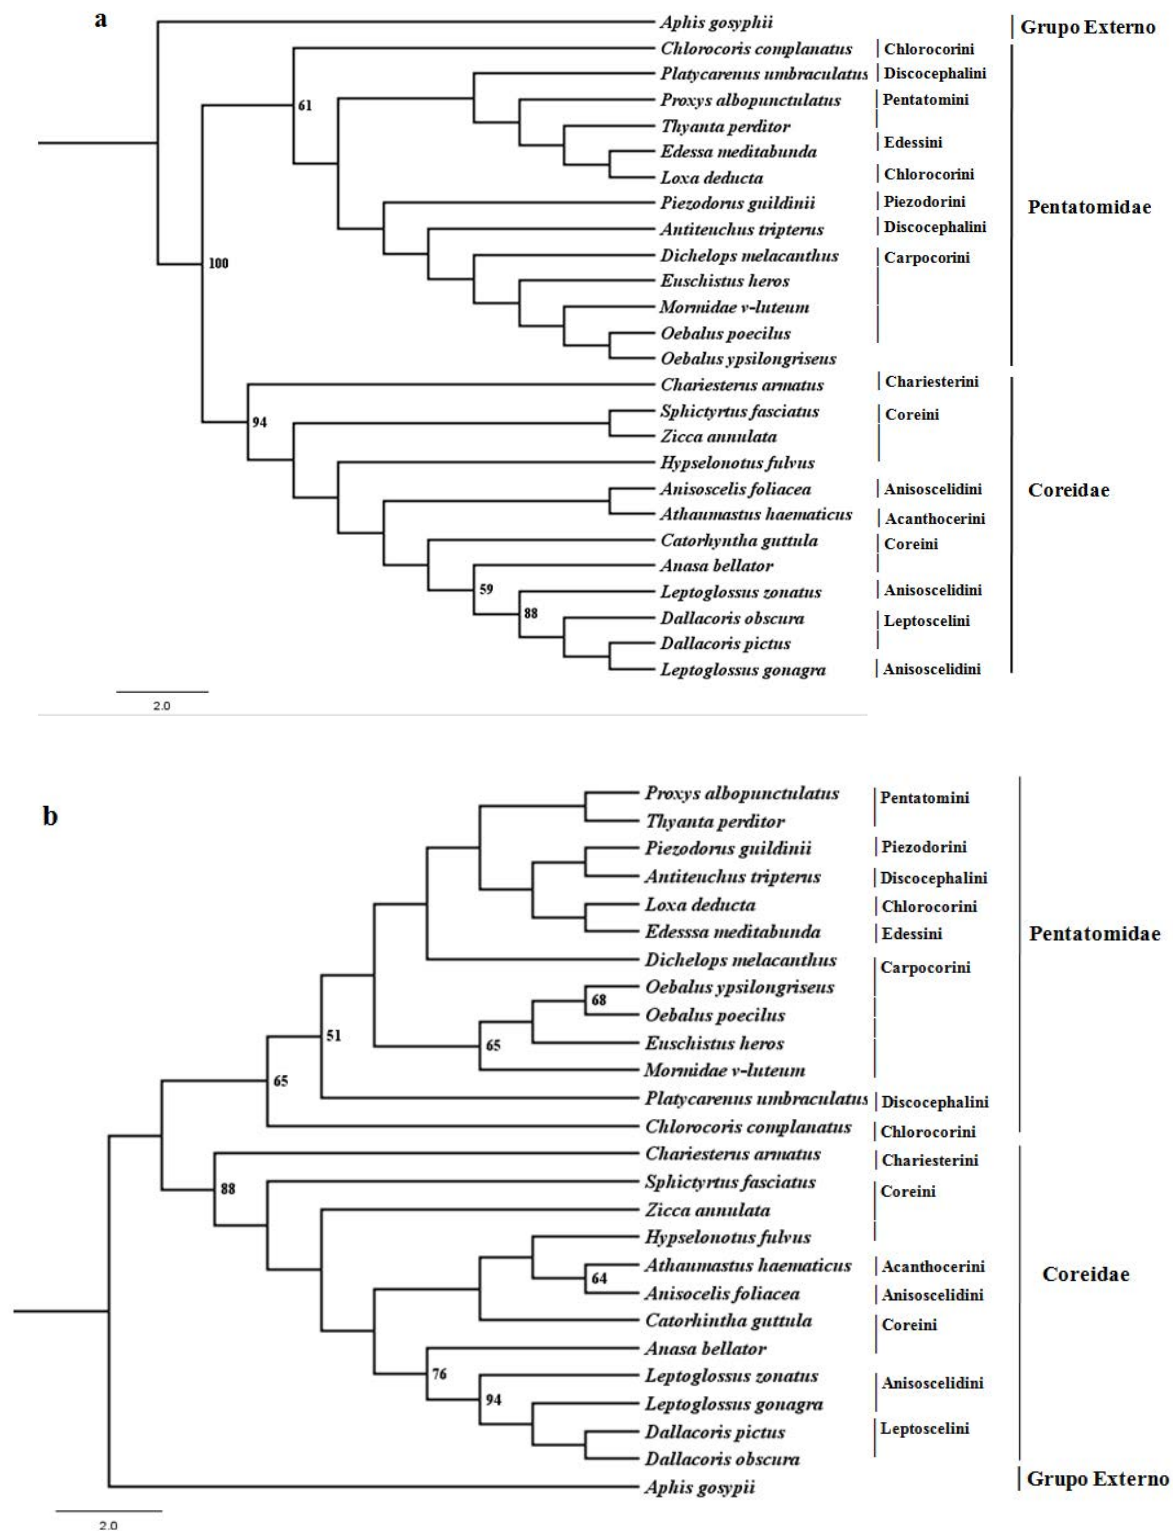 a
Aphis gosyphii
Grupo Externo
Chlorocoris complanatus Chlorocorini
Platycarenus umbraculatus Discocephalini
Proxys albopunctulatus Pentatomini
61
Thyanta perditor
Edessini
Edessa meditabunda
Loxa deducta Chlorocorini
Piezodorus guildinii Piezodorini
Pentatomidae
Antiteuchus tripterus Discocephalini
Dichelops melacanthus Carpocorini
100
Euschistus heros
Mormidae v-luteum
Oebalus poecilus
Oebalus ypsilongriseus
Chariesterus armatus Chariesterini
Sphictyrtus fasciatus Coreini
94
Zicca annulata
Hypselonotus fulvus
Anisoscelis foliacea Anisoscelidini
Coreidae
Athaumastus haematicus Acanthocerini
Catorhyntha guttula Coreini
Anasa bellator
59
Leptoglossus zonatus Anisoscelidini
88
Dallacoris obscura Leptoscelini
Dallacoris pictus
Leptoglossus gonagra Anisoscelidini
2.0
b
Proxys albopunctulatus Pentatomini
Thyanta perditor
Piezodorus guildinii Piezodorini
Antiteuchus tripterus Discocephalini
Loxa deducta Chlorocorini
Edesssa meditabunda Edessini
Pentatomidae
Dichelops melacanthus Carpocorini
Oebalus ypsilongriseus
68
Oebalus poecilus
51
Euschistus heros
65
Mormidae v-luteum
65
Platycarenus umbraculatus Discocephalini
Chlorocoris complanatus Chlorocorini
Chariesterus armatus Chariesterini
88
Sphictyrtus fasciatus Coreini
Zicca annulata
Hypselonotus fulvus
Athaumastus haematicus Acanthocerini
64
Coreidae
Anisocelis foliacea Anisoscelidini
Catorhintha guttula Coreini
Anasa bellator
76
Leptoglossus zonatus Anisoscelidini
94
Leptoglossus gonagra
Dallacoris pictus Leptoscelini
Dallacoris obscura
Aphis gosypii Grupo Externo
2.0